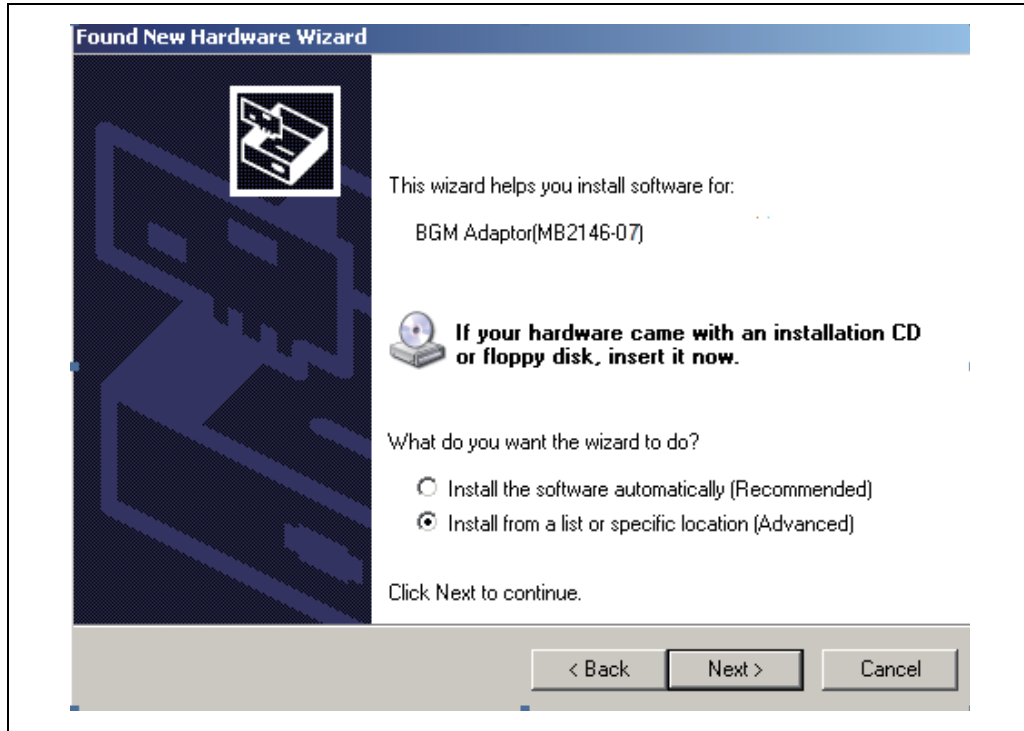 Found New Hardware Wizard
This wizard helps you install software for:
BGM Adaptor(MB2146-07)
If your hardware came with an installation CD
or floppy disk, insert it now.
What do you want the wizard to do?
Install the software automatically (Recommended)
Install from a list or specific location (Advanced)
Click Next to continue.
< Back Next > Cancel